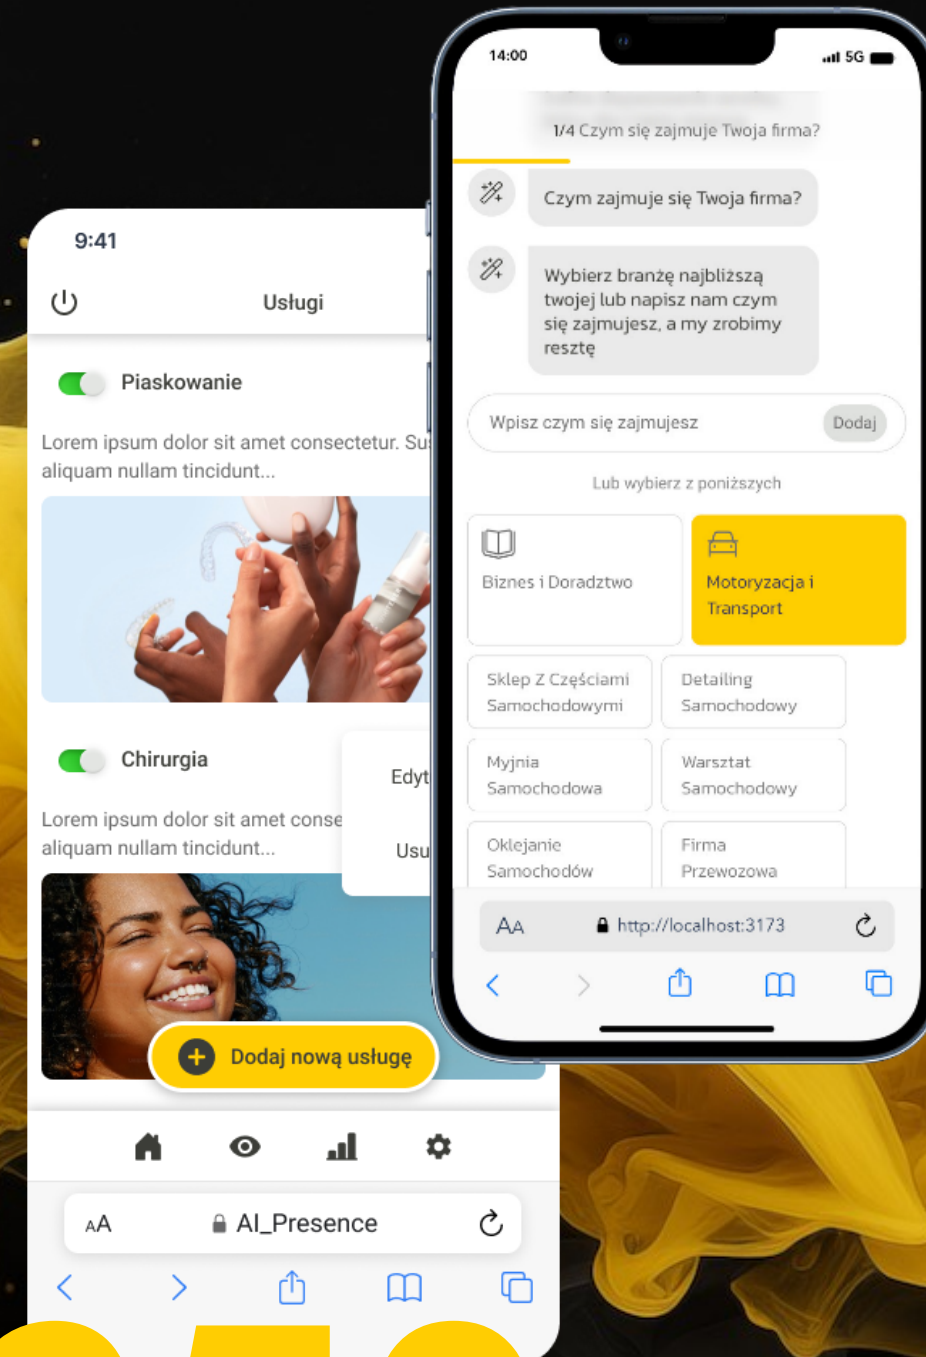 14:00
5G
1/4 Czym się zajmuje Twoja firma?
Czym zajmuje się Twoja firma?
Wybierz branżę najbliższą
twojej lub napisz nam czym
się zajmujesz, a my zrobimy
resztę
Wpisz czym się zajmujesz
Dodaj
Lub wybierz z poniższych
Biznes i Doradztwo
Motoryzacja i
Transport
Sklep Z Częściami
Samochodowymi
Detailing
Samochodowy
Myjnia
Samochodowa
Warsztat
Samochodowy
Oklejanie
Samochodów
Firma
Przewozowa
AA
http://localhost:3173
9:41
Usługi
Piaskowanie
Lorem ipsum dolor sit amet consectetur. Su
aliquam nullam tincidunt...
Chirurgia
Edyt
Usu
Lorem ipsum dolor sit amet conse
aliquam nullam tincidunt...
Dodaj nową usługę
AA
AI_Presence